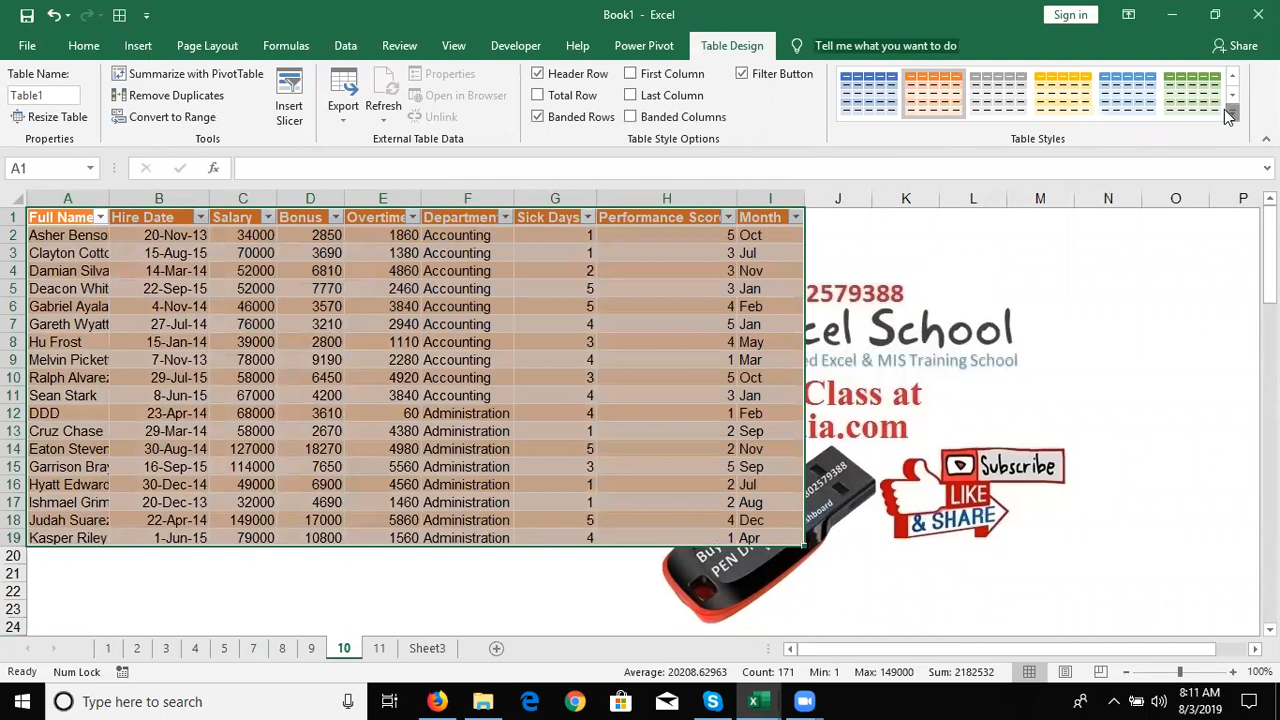 Book1 - Excel
Sign in
File Home Insert Page Layout Formulas Data Review View Developer Help Power Pivot Table Design Tell me what you want to do Share
Table Name:
Table1
Resize Table
Properties
Summarize with PivotTable
Remove Duplicates
Convert to Range
Tools
Insert
Slicer
Export
Refresh
Properties
Open in Browser
Unlink
External Table Data
Header Row First Column Filter Button
Total Row Last Column
Banded Rows Banded Columns
Table Style Options
Table Styles
A1
fx
A B C D E F G H I J K L M N O P
1 Full Name Hire Date Salary Bonus Overtime Departmen Sick Days Performance Scor Month
2 Asher Benso 20-Nov-13 34000 2850 1860 Accounting 1 5 Oct
3 Clayton Cotto 15-Aug-15 70000 3690 1380 Accounting 1 3 Jul
4 Damian Silva 14-Mar-14 52000 6810 4860 Accounting 2 3 Nov
5 Deacon Whit 22-Sep-15 52000 7770 2460 Accounting 5 3 Jan
6 Gabriel Ayala 4-Nov-14 46000 3570 3840 Accounting 5 4 Feb
7 Gareth Wyatt 27-Jul-14 76000 3210 2940 Accounting 4 5 Jan
8 Hu Frost 15-Jan-14 39000 2800 1110 Accounting 3 4 May
9 Melvin Picket 7-Nov-13 78000 9190 2280 Accounting 4 1 Mar
10 Ralph Alvarez 29-Jul-15 58000 6450 4920 Accounting 3 5 Oct
11 Sean Stark 8-Jun-15 67000 4200 3840 Accounting 4 3 Jan
12 DDD 23-Apr-14 68000 3610 60 Administration 4 1 Feb
13 Cruz Chase 29-Mar-14 58000 2670 4380 Administration 1 2 Sep
14 Eaton Steven 30-Aug-14 127000 18270 4980 Administration 5 2 Nov
15 Garrison Bray 16-Sep-15 114000 7650 5560 Administration 3 5 Sep
16 Hyatt Edward 30-Dec-14 49000 6900 4560 Administration 1 2 Jul
17 Ishmael Grim 20-Dec-13 32000 4690 1460 Administration 1 2 Aug
18 Judah Suarez 22-Apr-14 149000 17000 5860 Administration 5 4 Dec
19 Kasper Riley 1-Jun-15 79000 10800 1560 Administration 4 1 Apr
20
21
22
23
24
02579388
cel School
ed Excel & MIS Training School
Class at
ia.com
802579388
shboard
Buy
PEN D
Subscribe
LIKE
& SHARE
1 2 3 4 5 7 8 9 10 11 Sheet3
Ready Num Lock Average: 20208.62963 Count: 171 Min: 1 Max: 149000 Sum: 2182532 100%
Type here to search
8:11 AM
8/3/2019